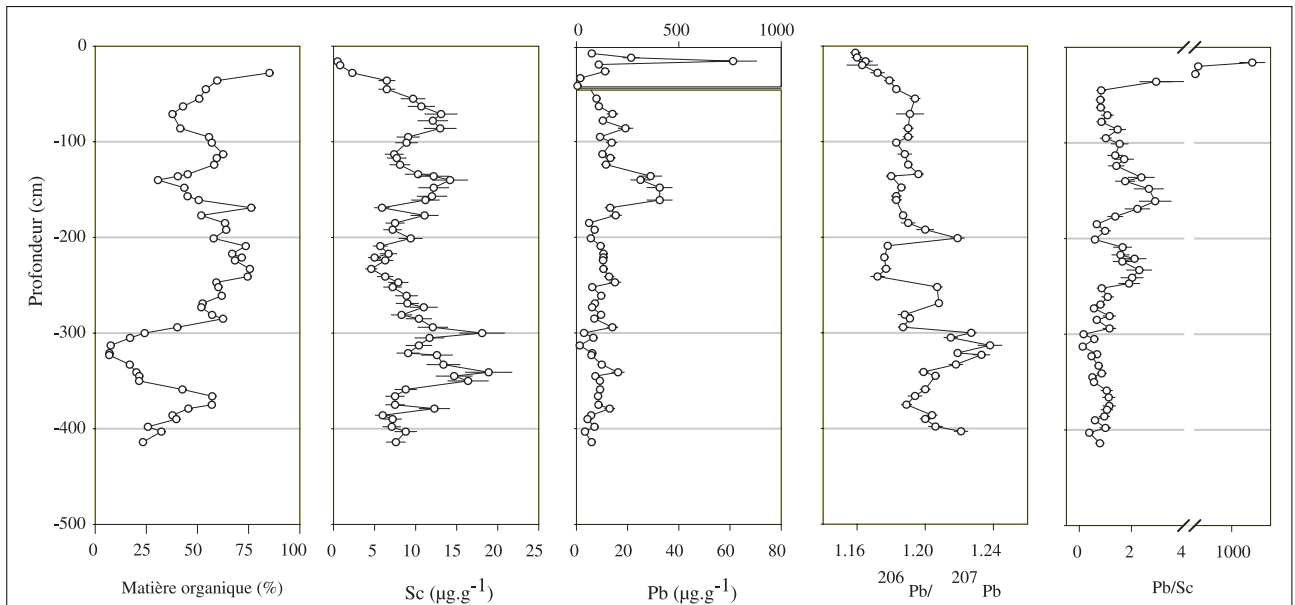 0 500 1000
0
-100
-200
-300
-400
-500
Profondeur (cm)
0 25 50 75 100
0 5 10 15 20 25
0 20 40 60 80
1.16 1.20 1.24
0 2 4 1000
Matière organique (%)
Sc (µg.g-1)
Pb (µg.g-1)
206Pb/ 207Pb
Pb/Sc